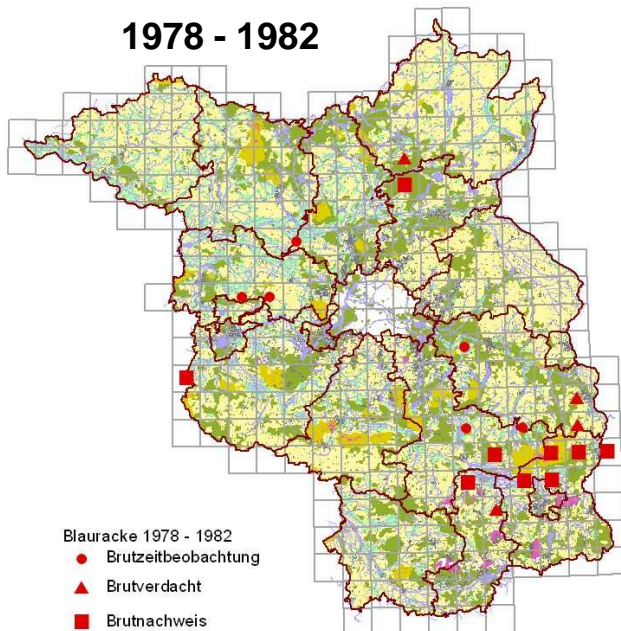 1978 - 1982
Blauracke 1978 - 1982
Brutzeitbeobachtung
Brutverdacht
Brutnachweis